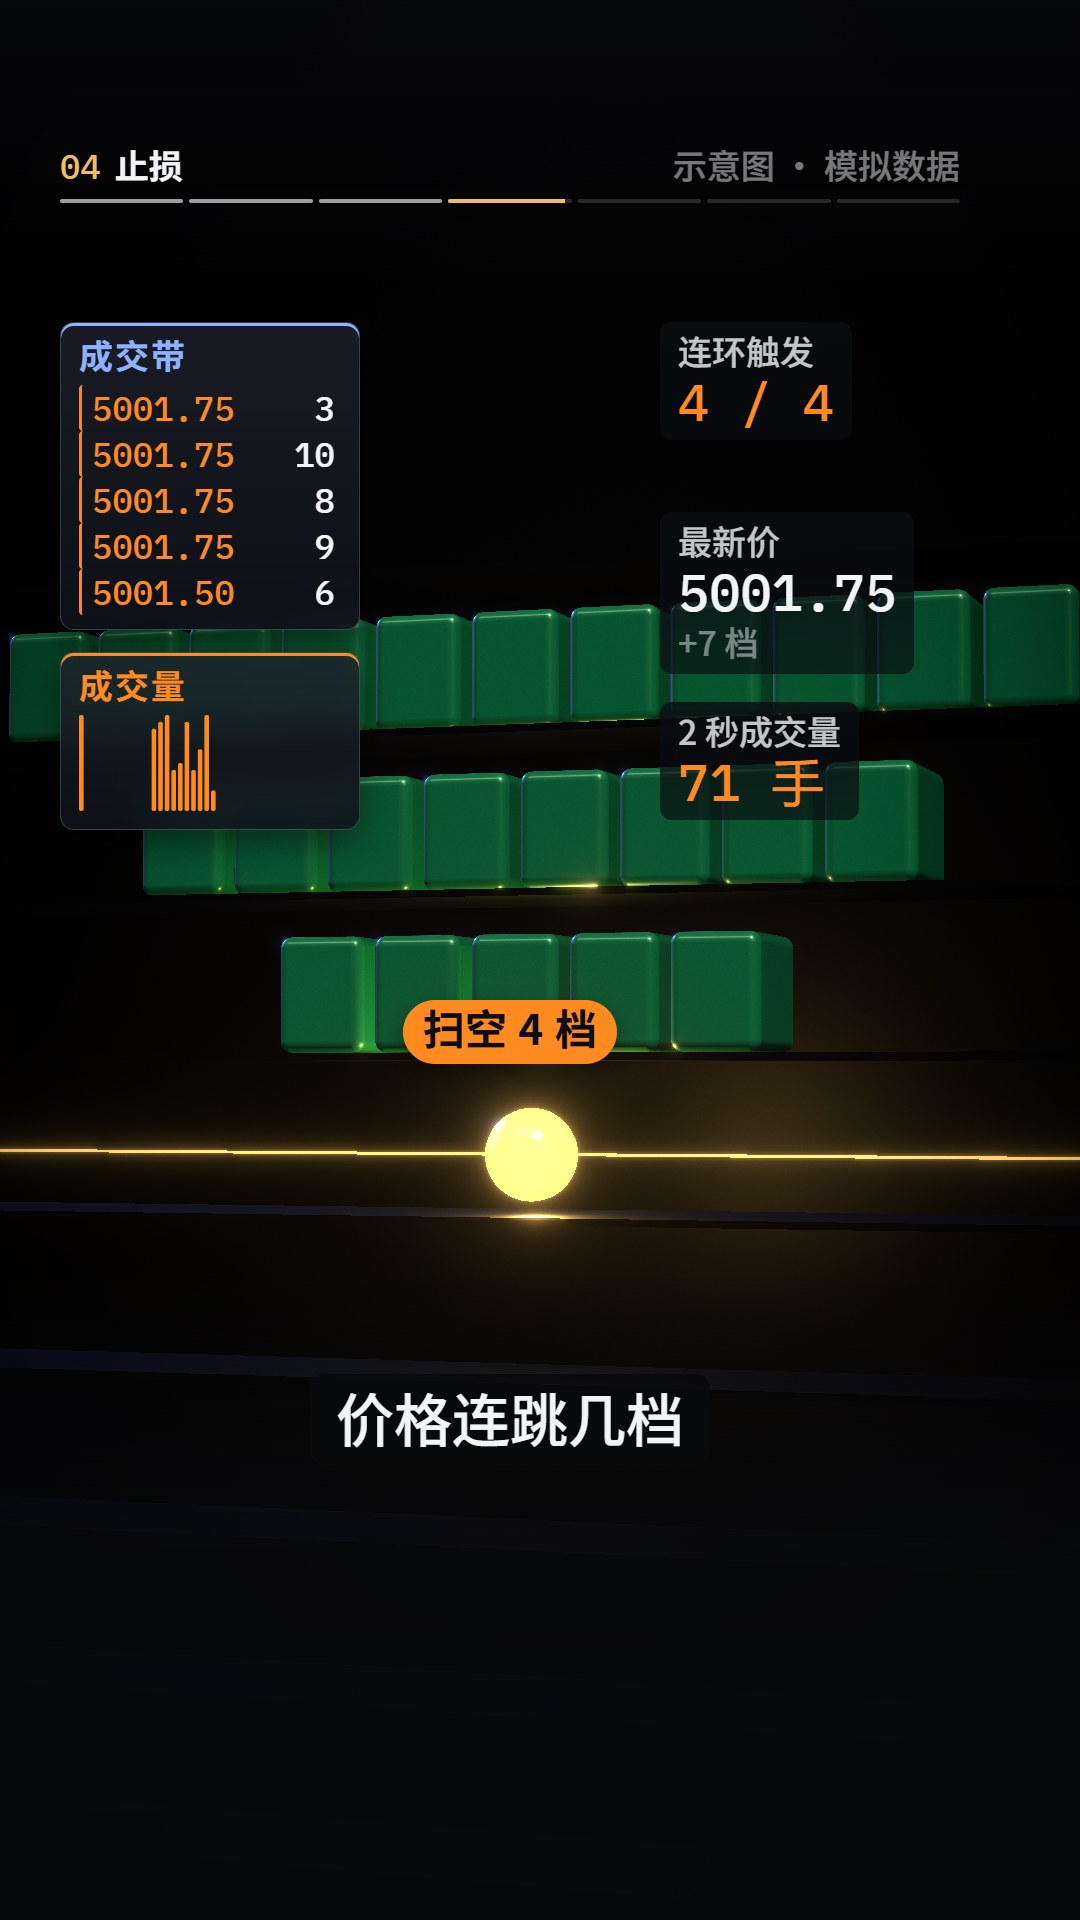 04 止损
示意图 · 模拟数据
成交带
5001.75 3
5001.75 10
5001.75 8
5001.75 9
5001.50 6
成交量
连环触发
4 / 4
最新价
5001.75
+7 档
2 秒成交量
71 手
扫空 4 档
价格连跳几档